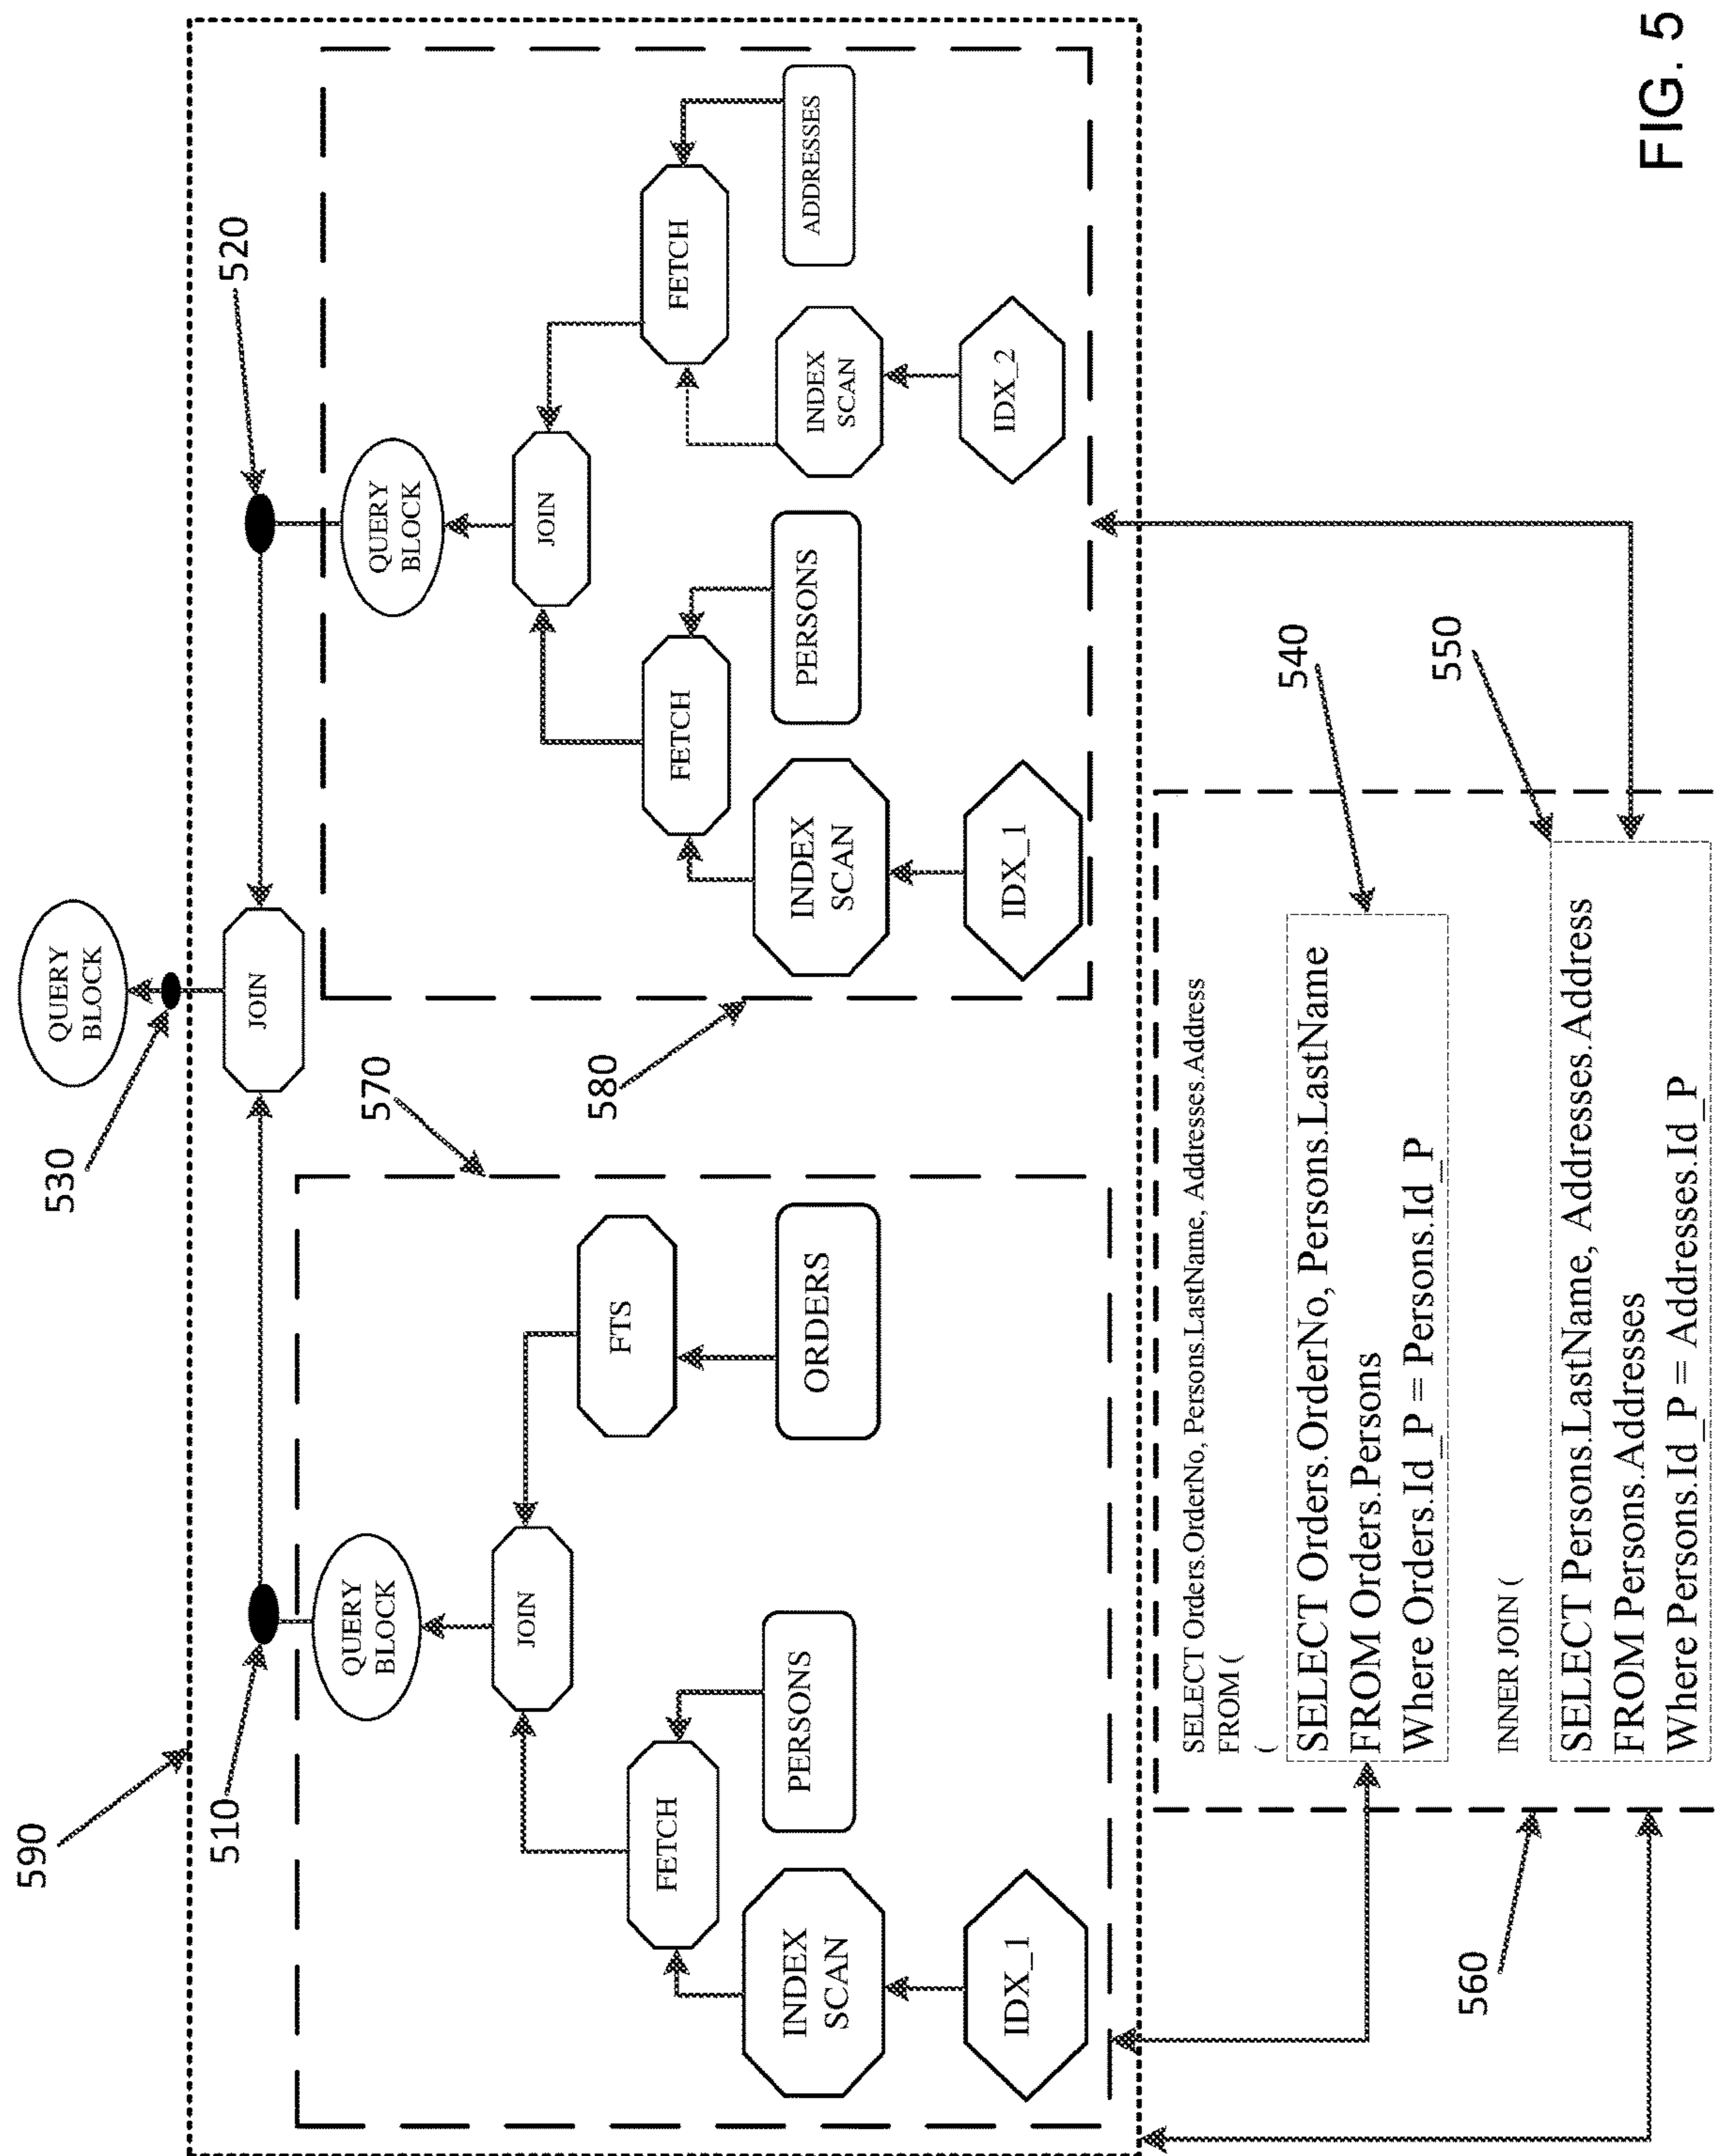 590
530
QUERY
BLOCK
520
510
JOIN
QUERY
BLOCK
570
QUERY
BLOCK
JOIN
JOIN
FETCH
FTS
FETCH
FETCH
INDEX
SCAN
PERSONS
ORDERS
INDEX
SCAN
PERSONS
INDEX
SCAN
ADDRESSES
580
IDX_1
IDX_1
IDX_2
SELECT Orders.OrderNo, Persons.LastName, Addresses.Address
FROM (
(
SELECT Orders.OrderNo, Persons.LastName
FROM Orders.Persons
Where Orders.Id_P = Persons.Id_P
540
INNER JOIN (
SELECT Persons.LastName, Addresses.Address
FROM Persons.Addresses
Where Persons.Id_P = Addresses.Id_P
550
560
FIG. 5